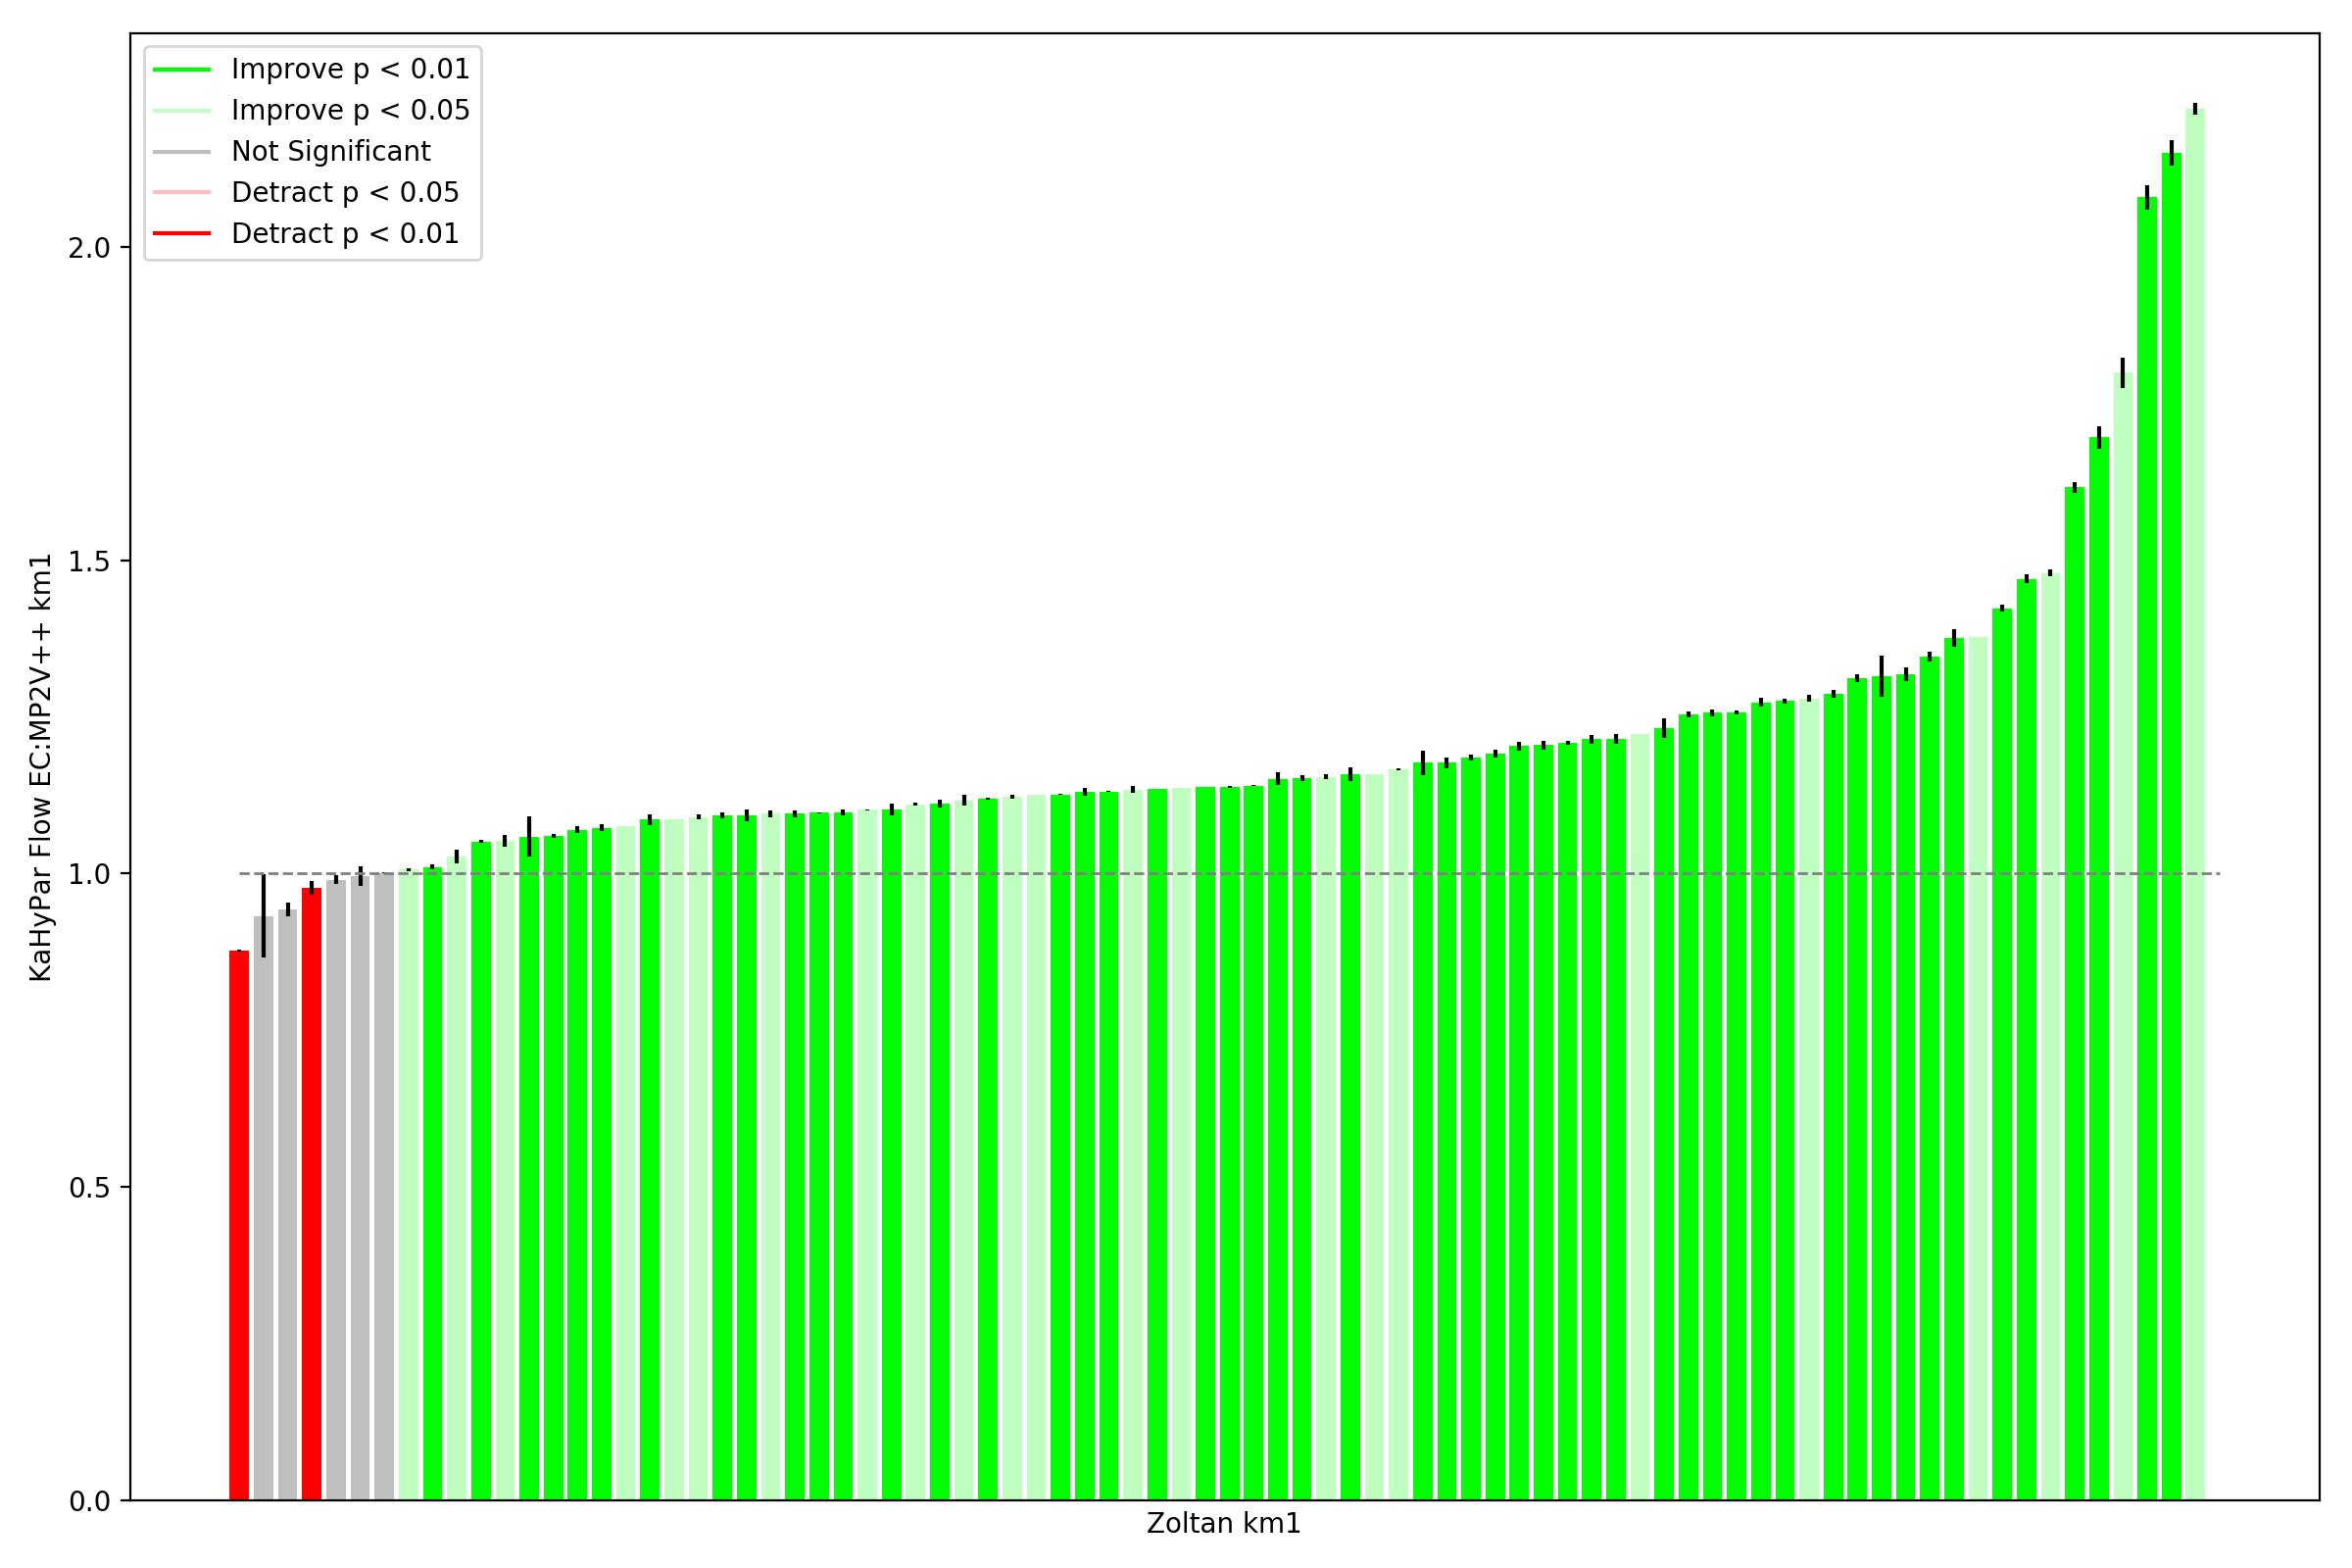 Improve p < 0.01
Improve p < 0.05
Not Significant
Detract p < 0.05
Detract p < 0.01
2.0
1.5
1.0
0.5
0.0
KaHyPar Flow EC:MP2V++ km1
Zoltan km1